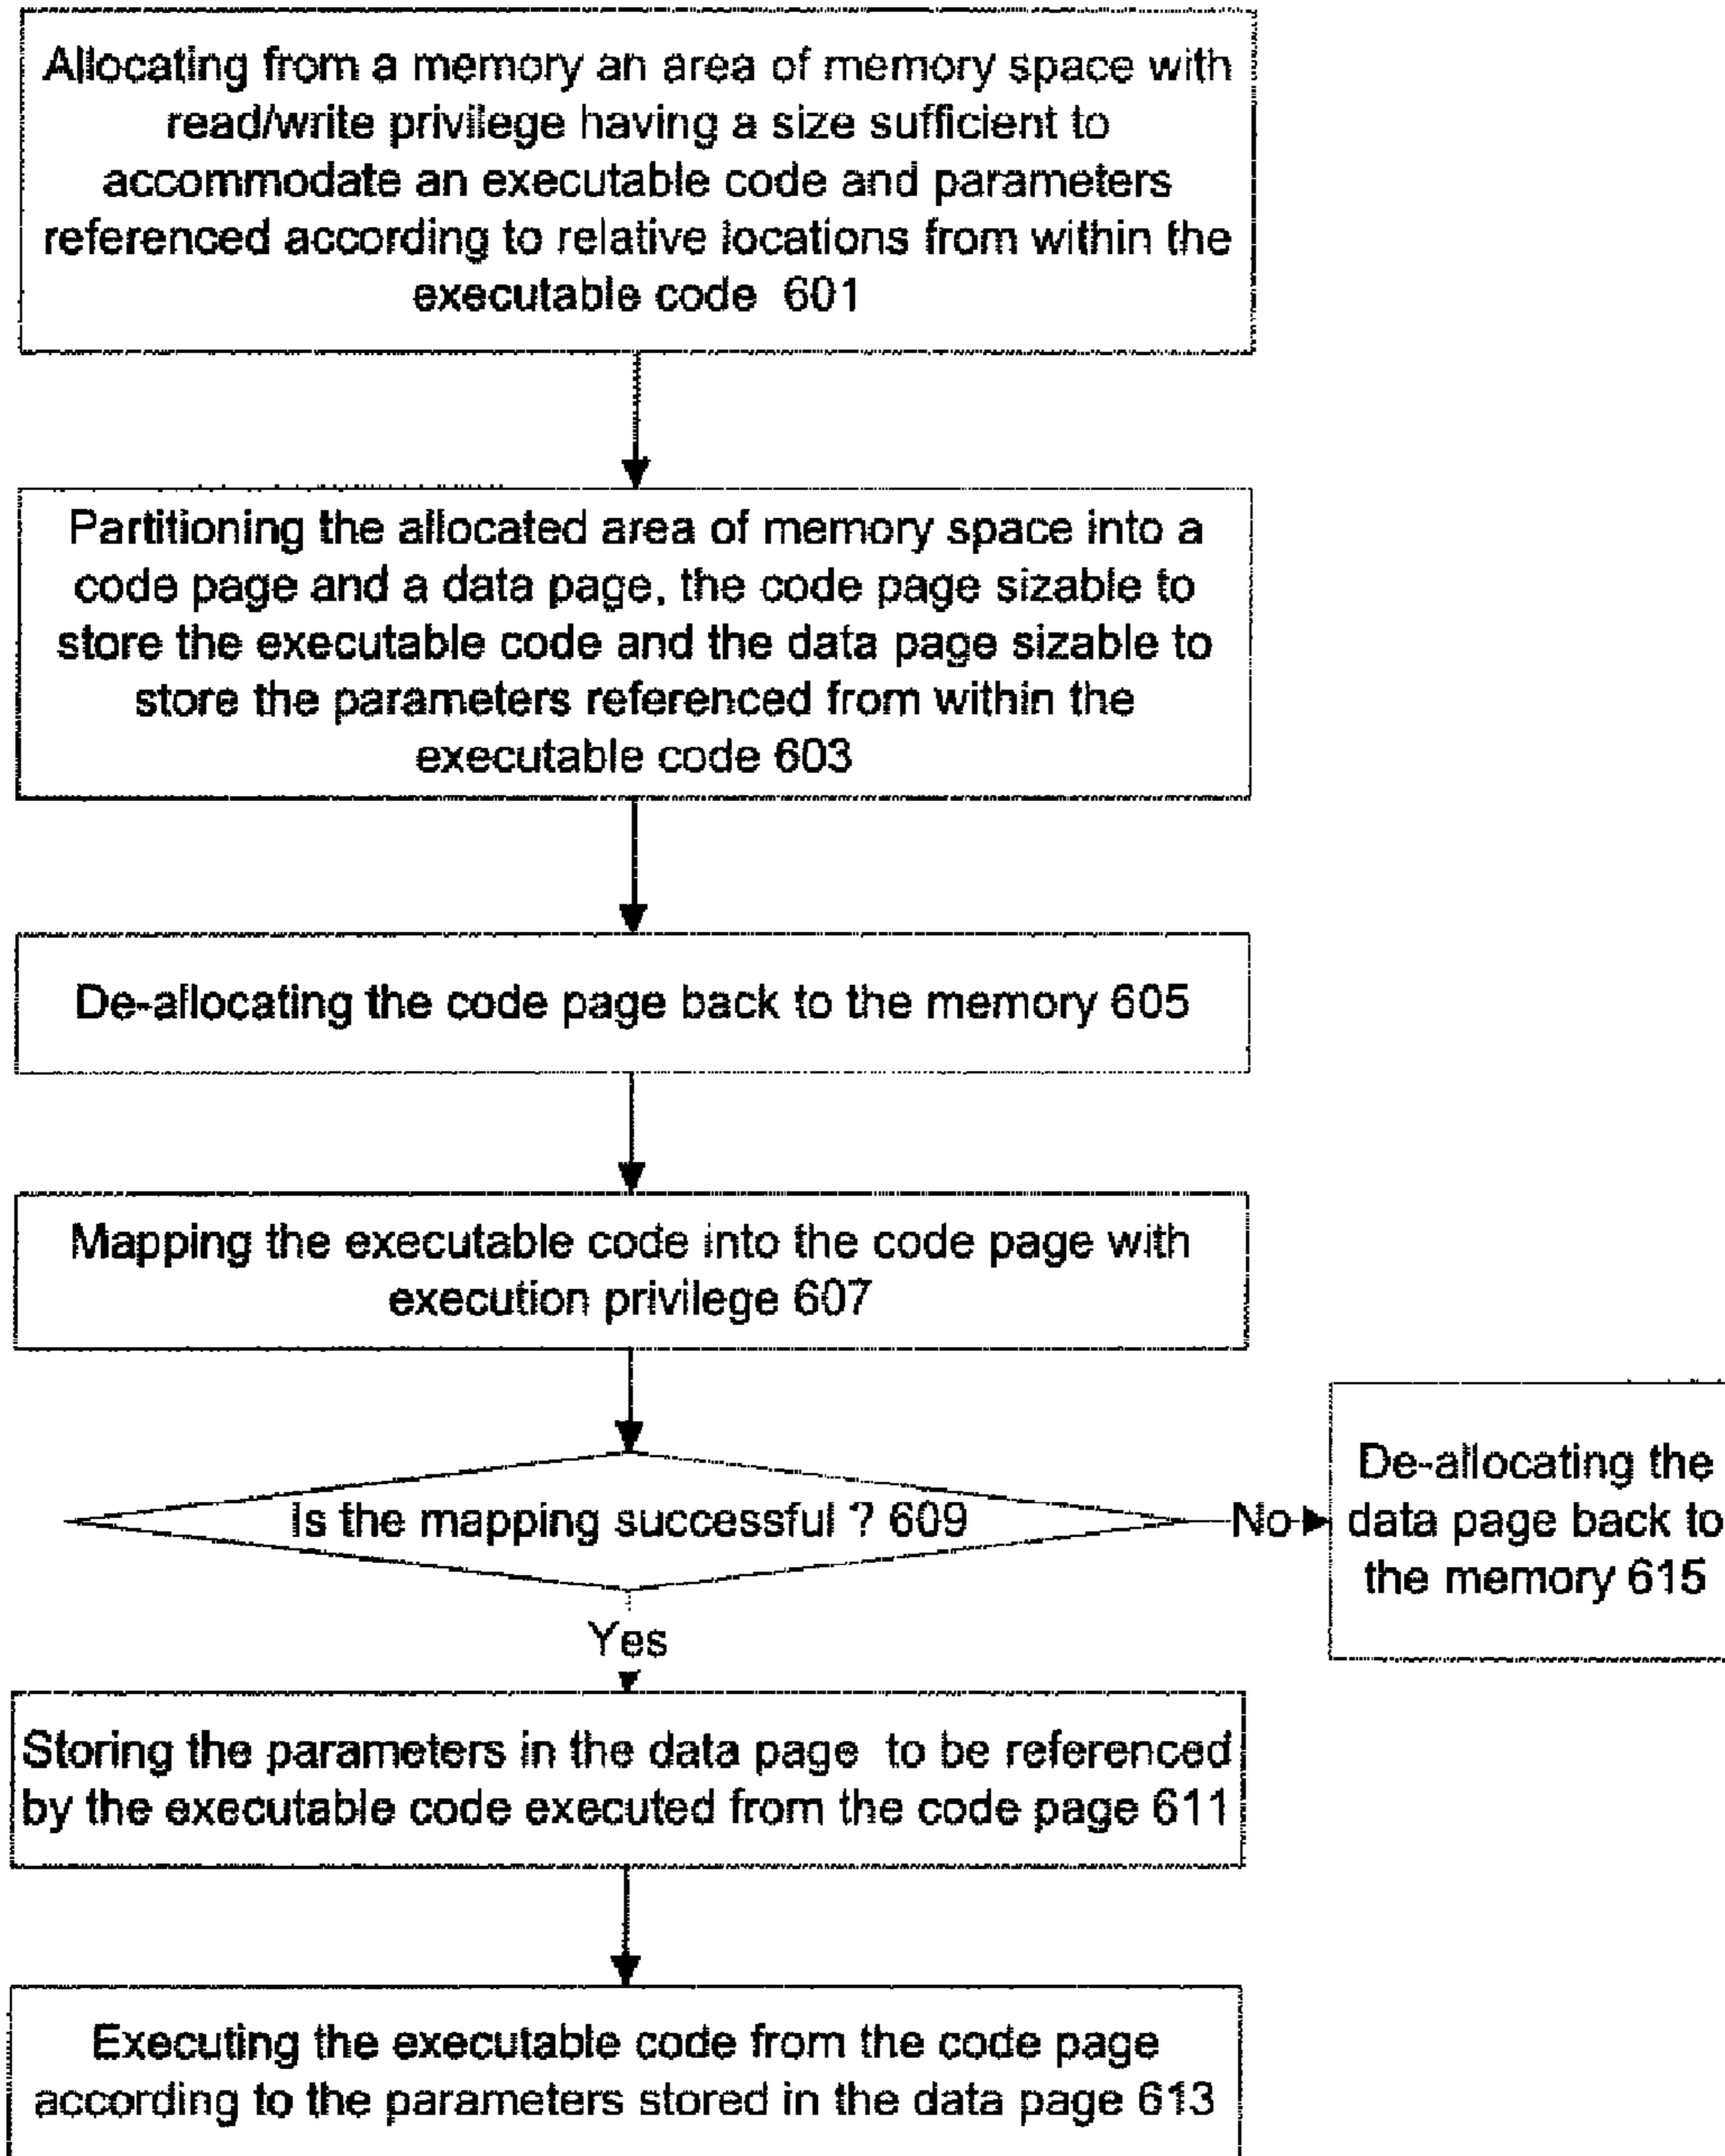 Allocating from a memory an area of memory space with
read/write privilege having a size sufficient to
accommodate an executable code and parameters
referenced according to relative locations from within the
executable code 601
Partitioning the allocated area of memory space into a
code page and a data page, the code page sizable to
store the executable code and the data page sizable to
store the parameters referenced from within the
executable code 603
De-allocating the code page back to the memory 605
Mapping the executable code into the code page with
execution privilege 607
Is the mapping successful ? 609
No
De-allocating the
data page back to
the memory 615
Yes
Storing the parameters in the data page to be referenced
by the executable code executed from the code page 611
Executing the executable code from the code page
according to the parameters stored in the data page 613